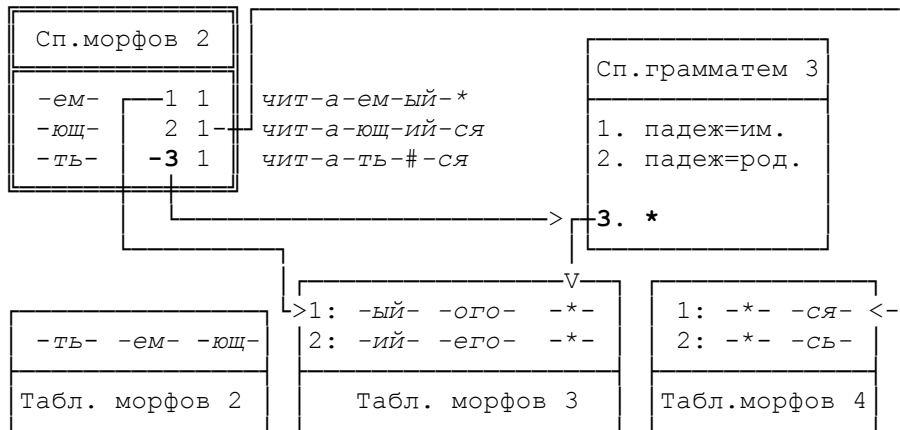 Сп.морфов 2
-ем- 1 1 чит-а-ем-ый-*
-ющ- 2 1 чит-а-ющ-ий-ся
-ть- -3 1 чит-а-ть-#-ся
Сп.грамматем 3
1. падеж=им.
2. падеж=род.
3. *
-ть- -ем- -ющ-
Табл. морфов 2
1: -ый- -ого- -*-
2: -ий- -его- -*-
Табл. морфов 3
1: -*- -ся-
2: -*- -сь-
Табл.морфов 4